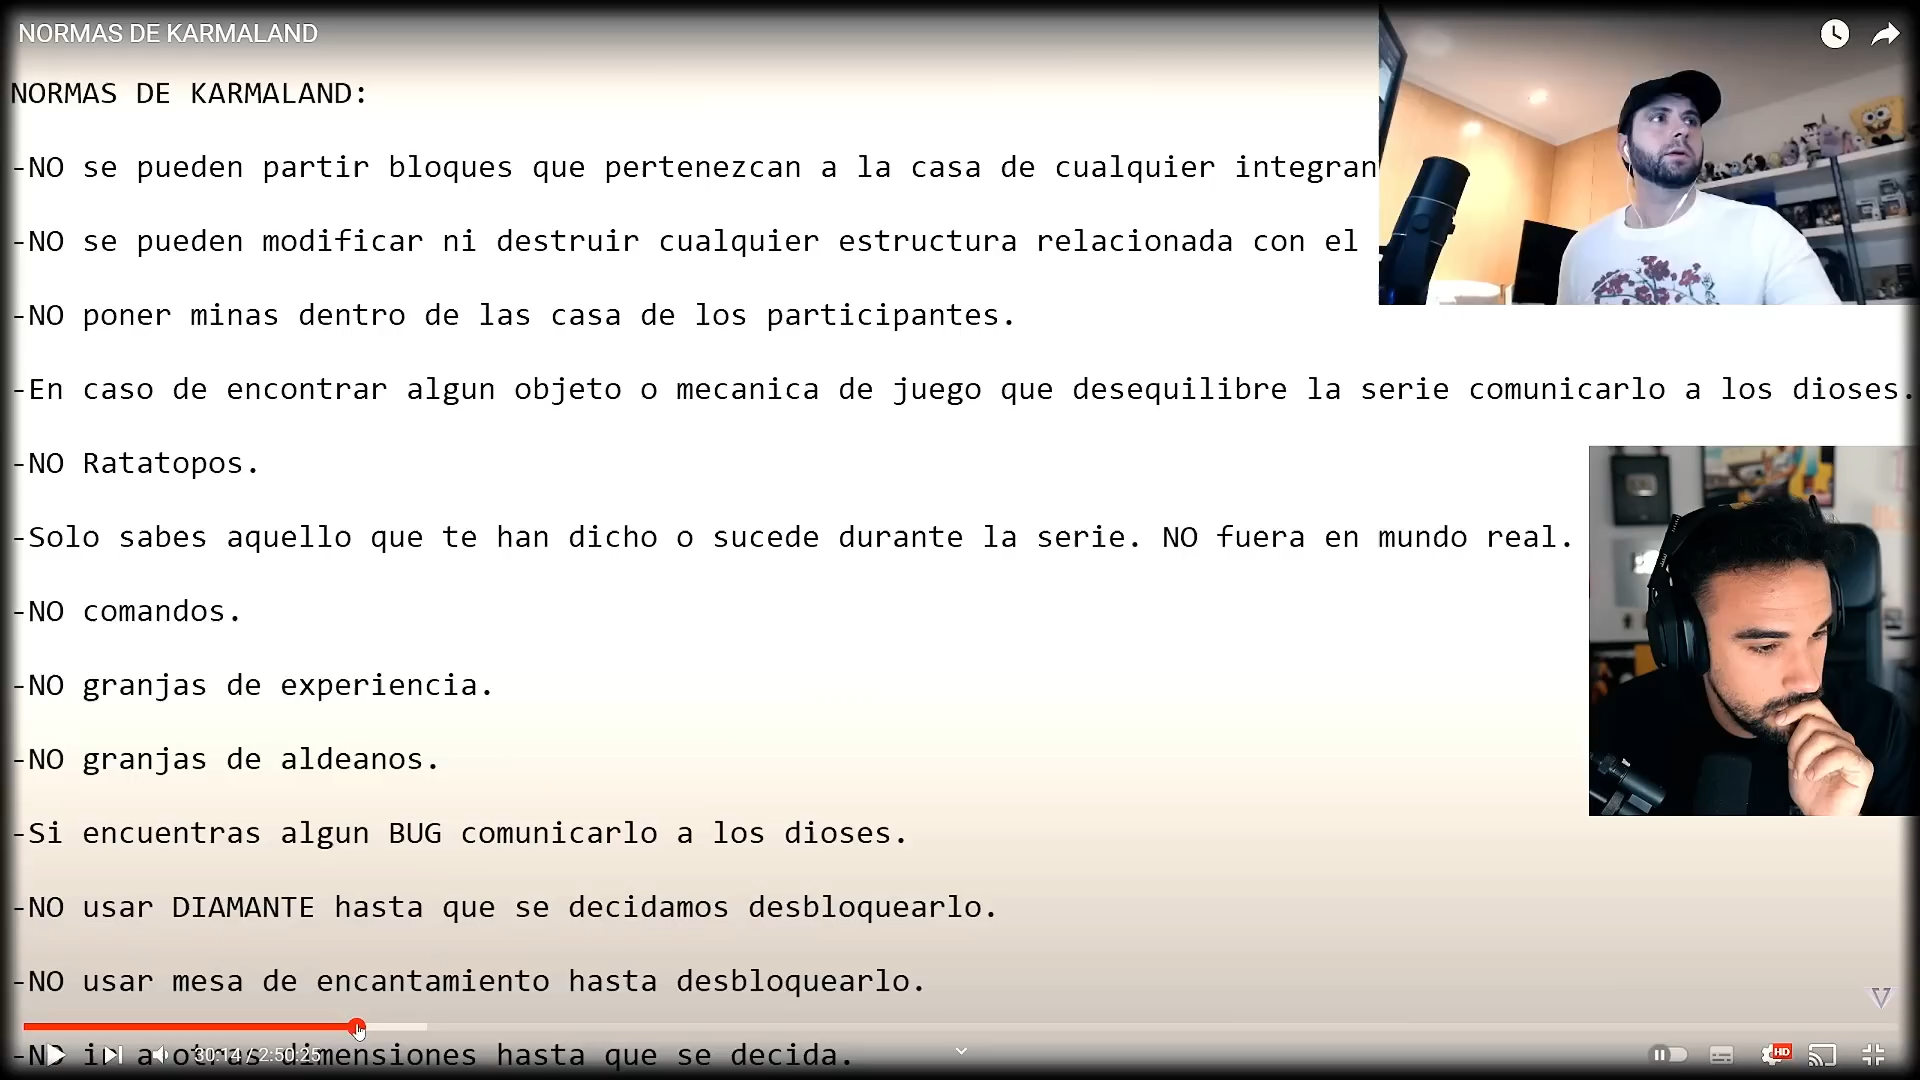 NORMAS DE KARMALAND
NORMAS DE KARMALAND:
-NO se pueden partir bloques que pertenezcan a la casa de cualquier integran
-NO se pueden modificar ni destruir cualquier estructura relacionada con el
-NO poner minas dentro de las casa de los participantes.
-En caso de encontrar algun objeto o mecanica de juego que desequilibre la serie comunicarlo a los dioses.
-NO Ratatopos.
-Solo sabes aquello que te han dicho o sucede durante la serie. NO fuera en mundo real.
-NO comandos.
-NO granjas de experiencia.
-NO granjas de aldeanos.
-Si encuentras algun BUG comunicarlo a los dioses.
-NO usar DIAMANTE hasta que se decidamos desbloquearlo.
-NO usar mesa de encantamiento hasta desbloquearlo.
-NO ir a otras dimensiones hasta que se decida.
30:14 / 2:50:25
HD